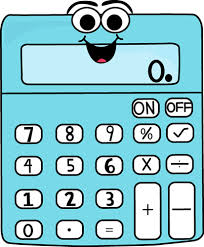 0.
ON OFF
7 8 9 % ✓
4 5 6 X ÷
1 2 3 + −
0 · =